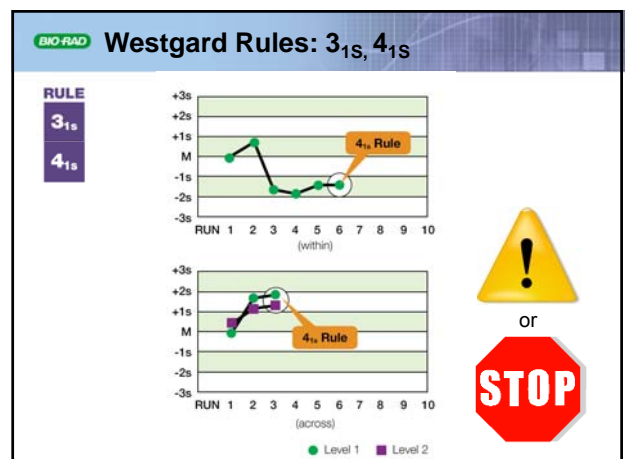 BIO-RAD Westgard Rules: 3₁S, 4₁S
RULE
3₁s
4₁s
+3s
+2s
+1s
M
-1s
-2s
-3s
4₁s Rule
RUN 1 2 3 4 5 6 7 8 9 10
(within)
+3s
+2s
+1s
M
-1s
-2s
-3s
4₁s Rule
RUN 1 2 3 4 5 6 7 8 9 10
(across)
Level 1 Level 2
!
or
STOP